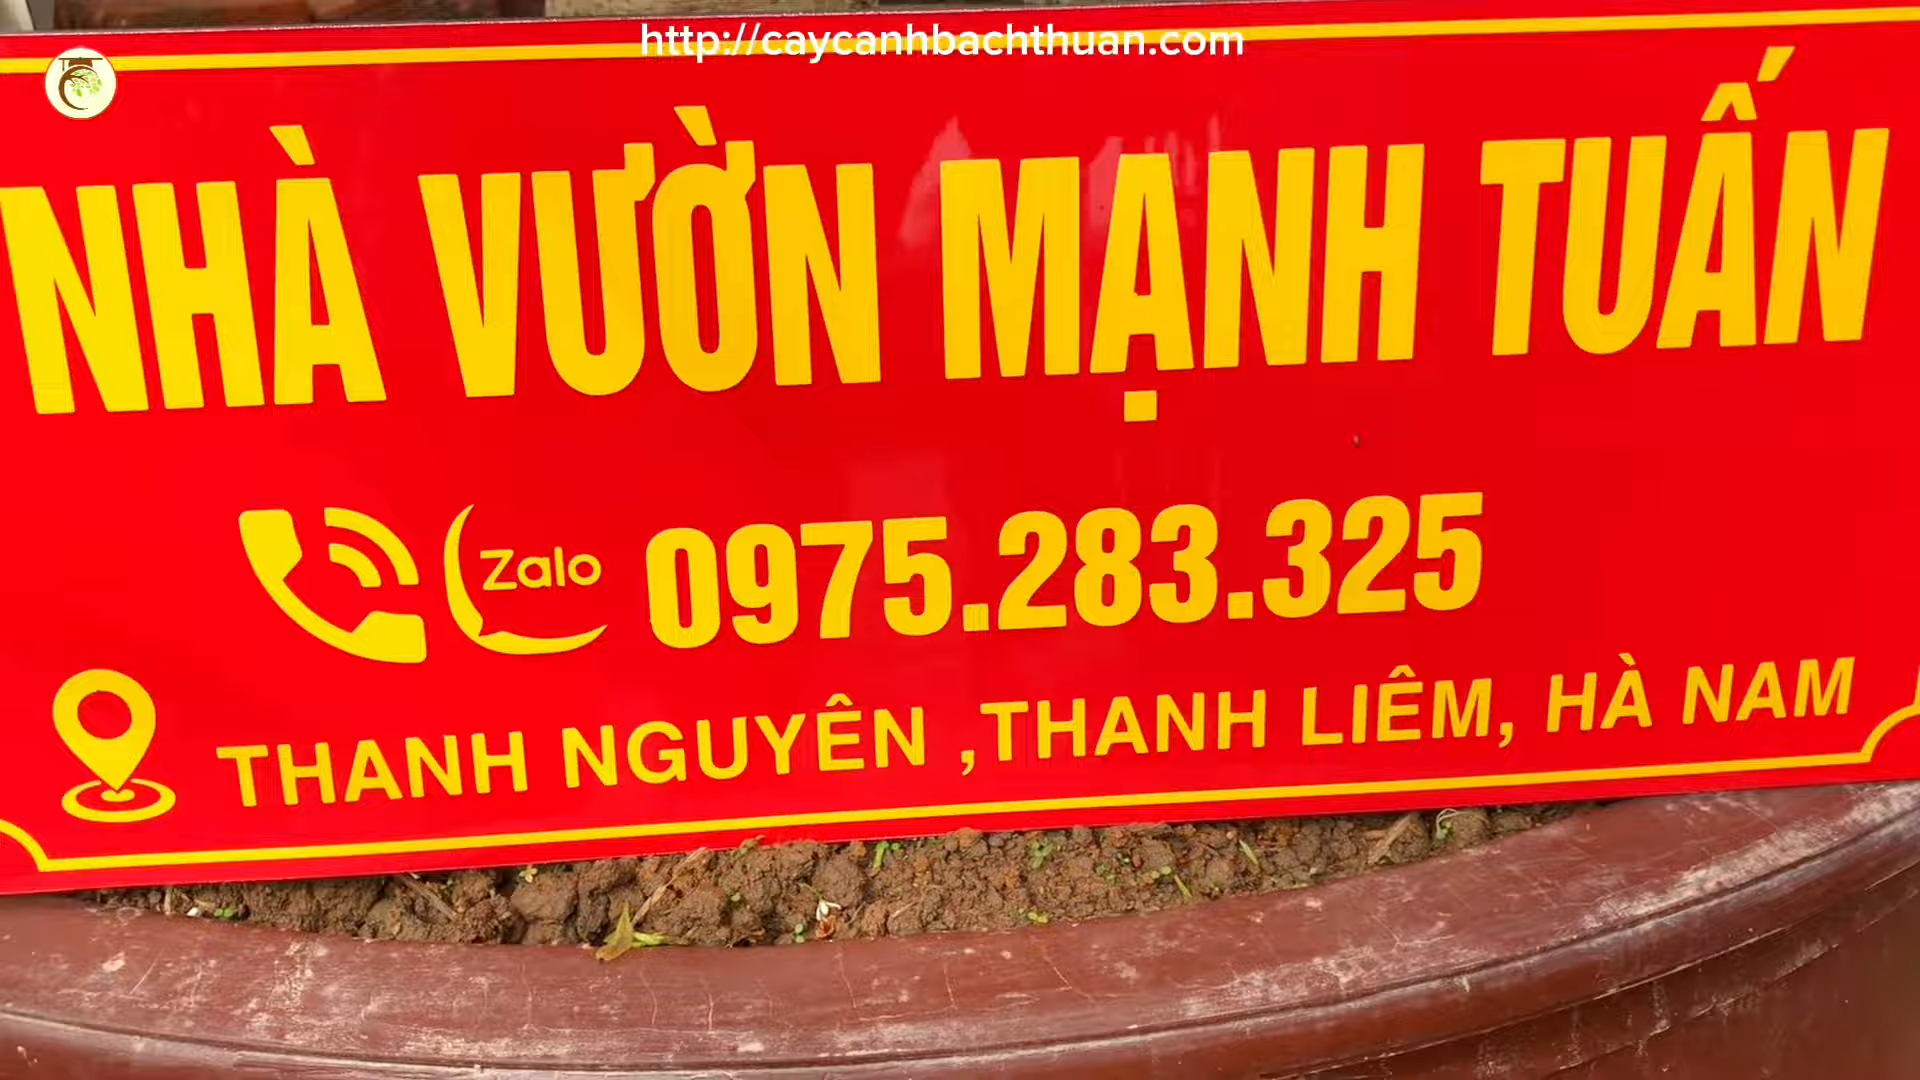 http://caycanhbachthuan.com
NHÀ VƯỜN MẠNH TUẤN
Zalo 0975.283.325
THANH NGUYÊN ,THANH LIÊM, HÀ NAM